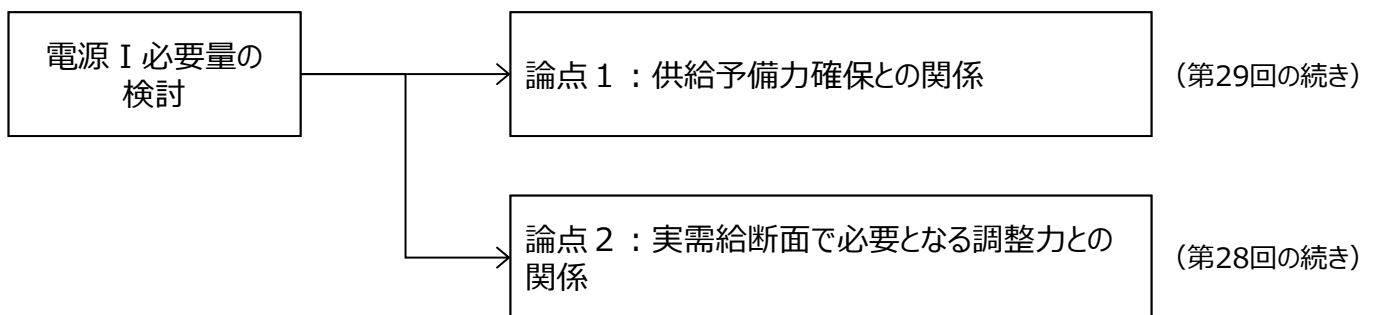 電源Ⅰ必要量の
検討
論点１：供給予備力確保との関係
（第29回の続き）
論点２：実需給断面で必要となる調整力との
関係
（第28回の続き）